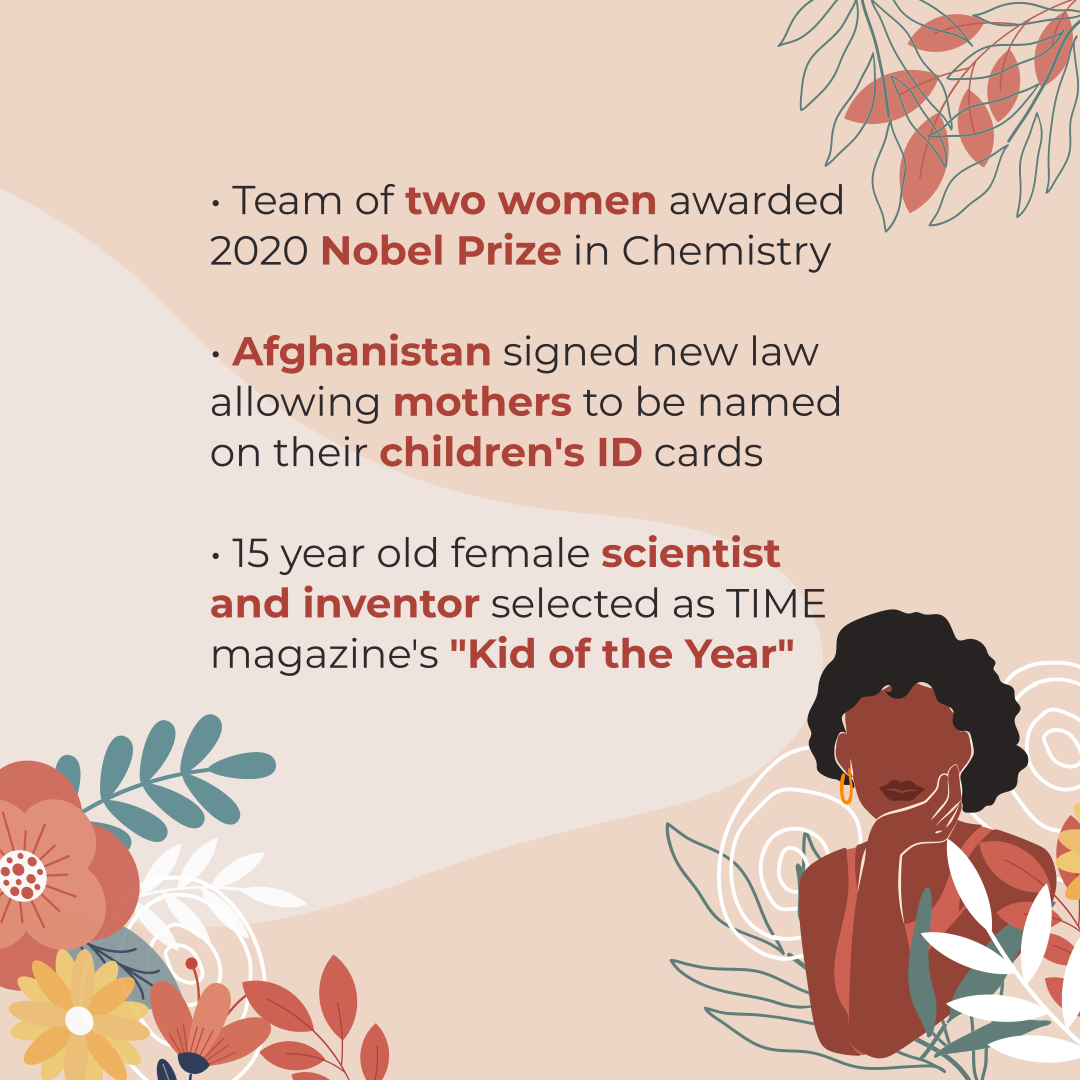 · Team of two women awarded
2020 Nobel Prize in Chemistry
· Afghanistan signed new law
allowing mothers to be named
on their children's ID cards
· 15 year old female scientist
and inventor selected as TIME
magazine's "Kid of the Year"